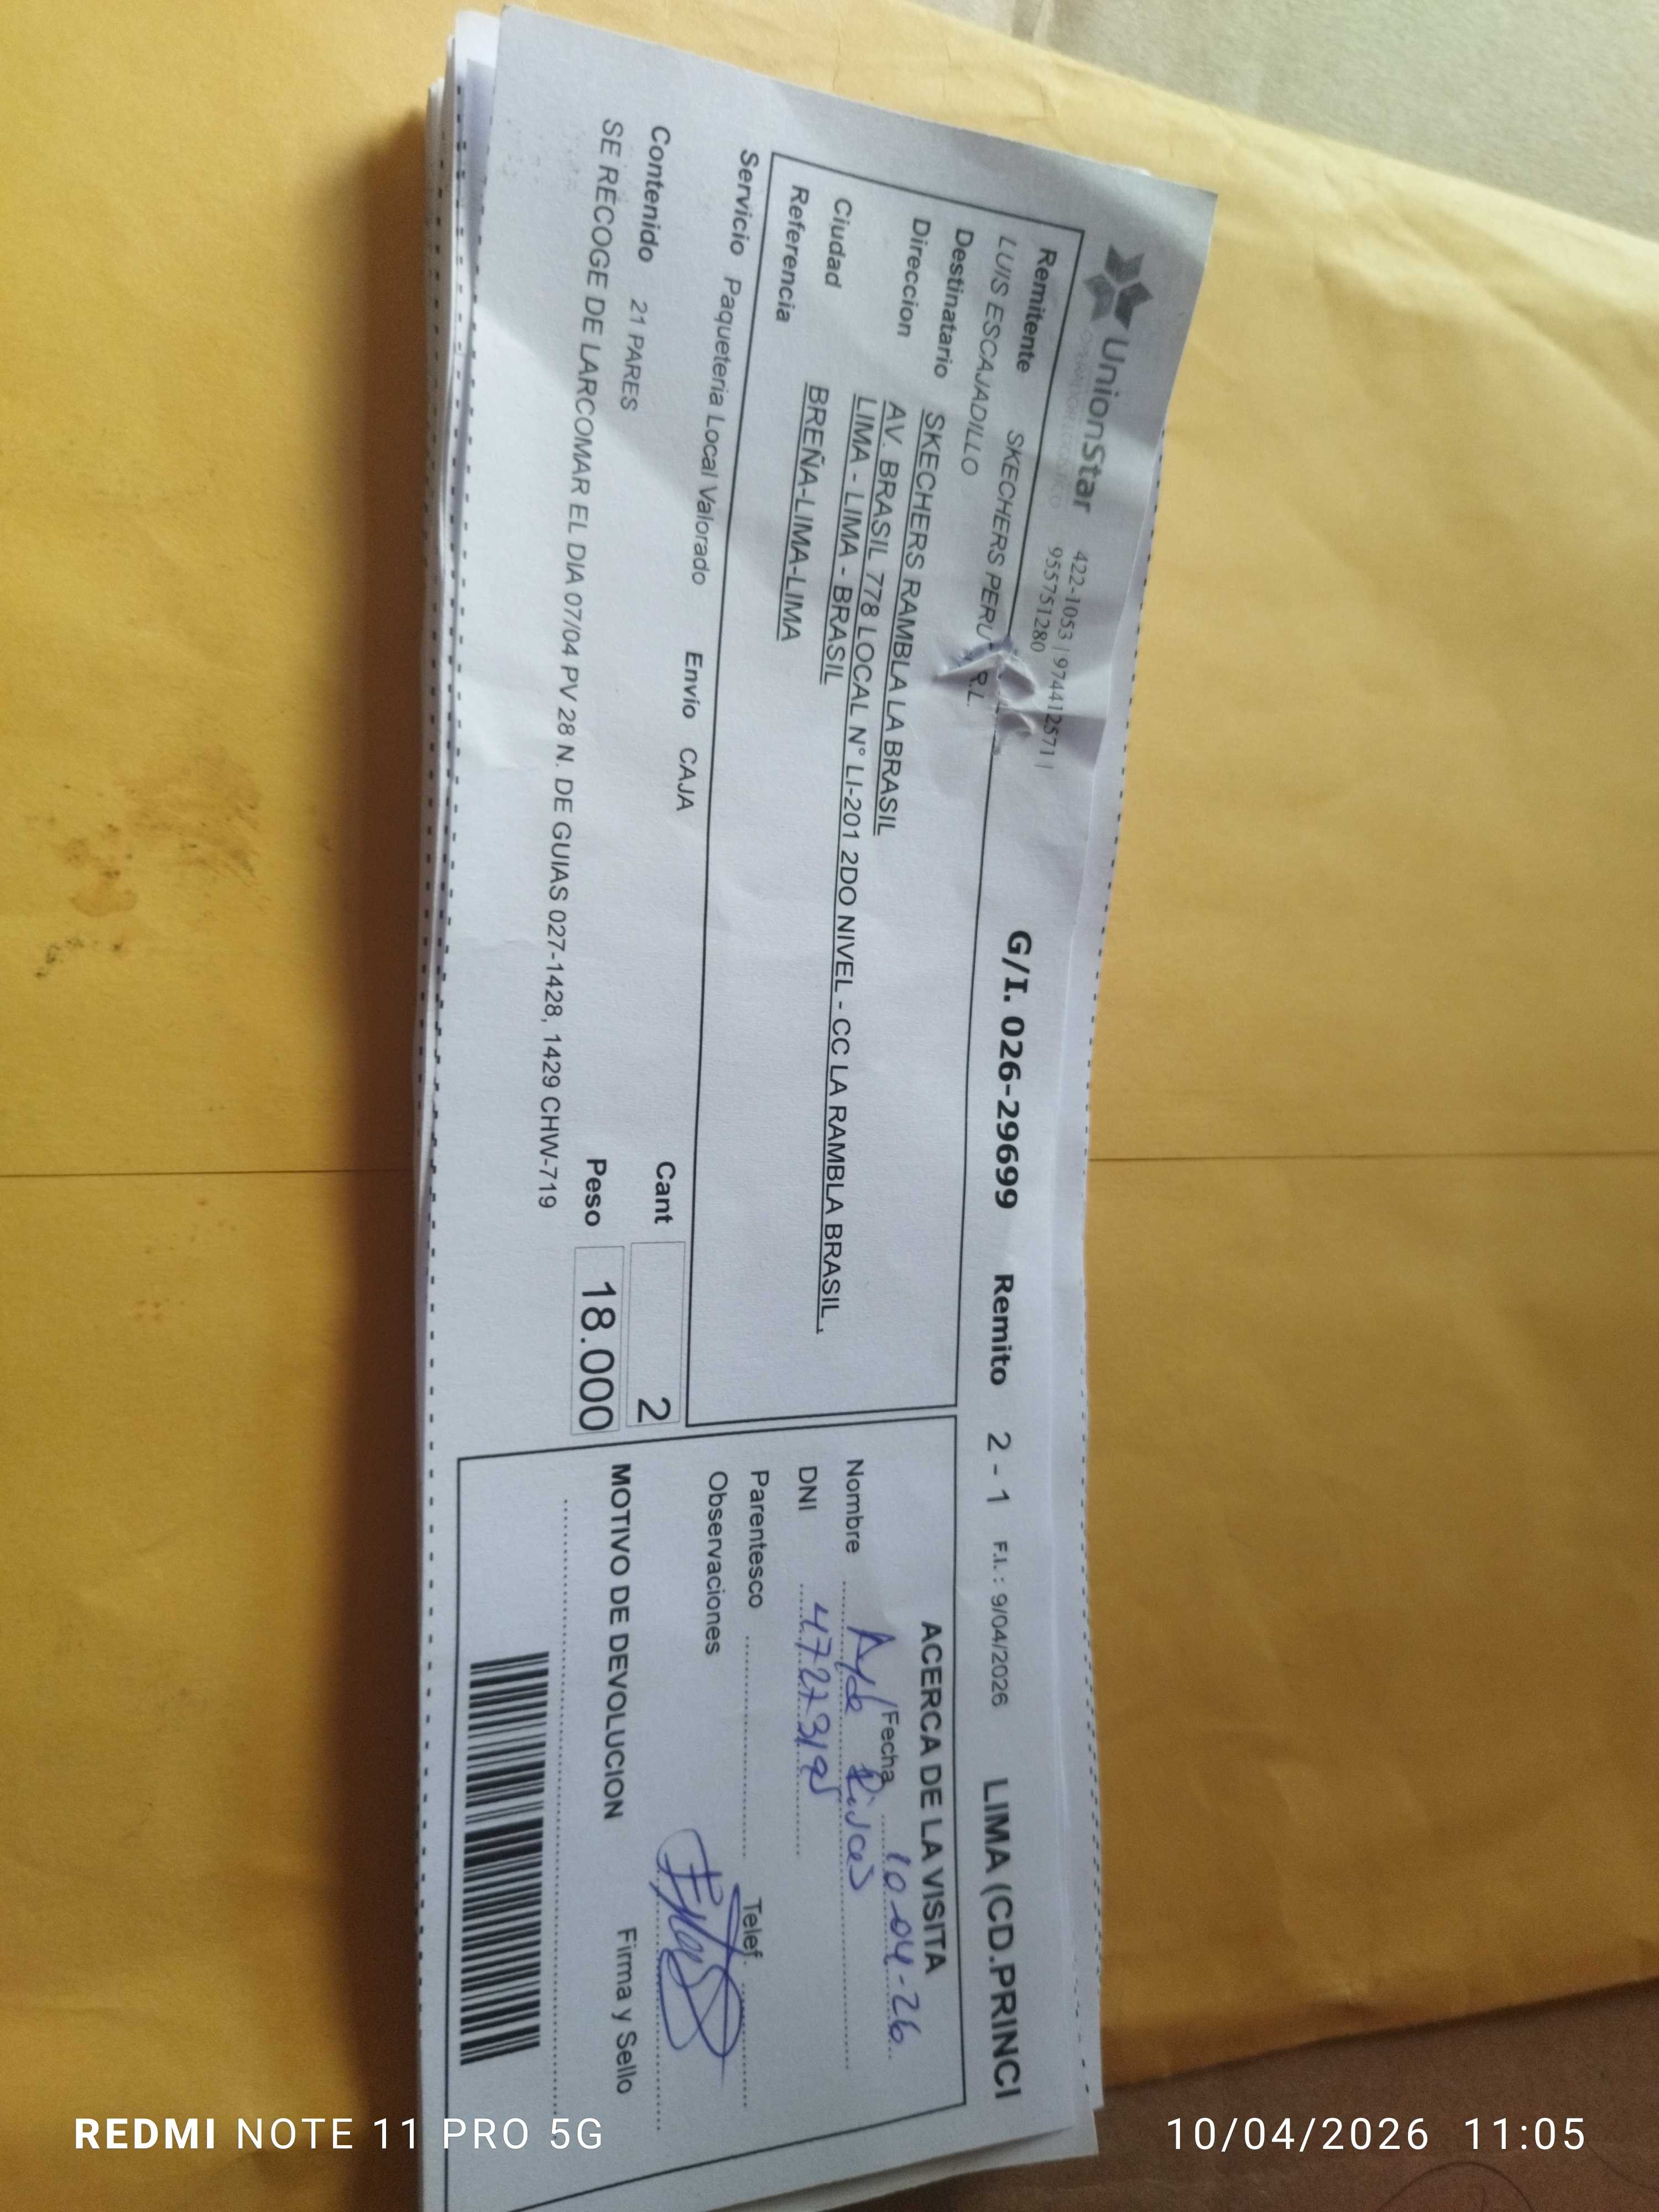 UnionStar
422-1053 | 974412571 |
955751280
G/I. 026-29699 Remito 2 - 1 F.I. : 9/04/2026 LIMA (CD.PRINCI
Remitente SKECHERS PERU R.L.
LUIS ESCAJADILLO
Destinatario SKECHERS RAMBLA LA BRASIL
Direccion AV. BRASIL 778 LOCAL N° LI-201 2DO NIVEL - CC LA RAMBLA BRASIL ,
LIMA - LIMA - BRASIL
Ciudad BREÑA-LIMA-LIMA
Referencia
Servicio Paqueteria Local Valorado Envío CAJA
Contenido 21 PARES
SE RECOGE DE LARCOMAR EL DIA 07/04 PV 28 N. DE GUIAS 027-1428, 1429 CHW-719
Cant 2
Peso 18.000
ACERCA DE LA VISITA
Fecha 10-04-26
Nombre
DNI
Parentesco Telef.
Observaciones
MOTIVO DE DEVOLUCION Firma y Sello
REDMI NOTE 11 PRO 5G 10/04/2026 11:05